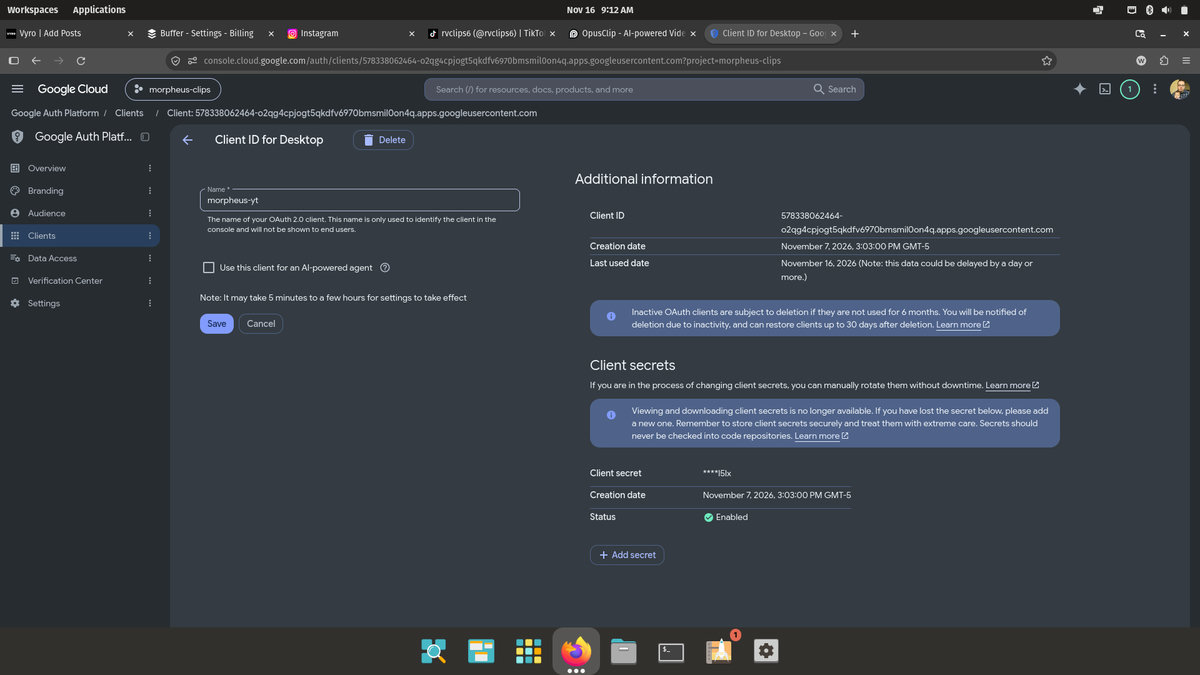 Workspaces Applications Nov 16 9:12 AM
Vyro | Add Posts Buffer - Settings - Billing Instagram rvclips6 (@rvclips6) | TikTo OpusClip - AI-powered Vide Client ID for Desktop – Goo
console.cloud.google.com/auth/clients/578338062464-o2qg4cpjogt5qkdfv6970bmsmil0on4q.apps.googleusercontent.com?project=morpheus-clips W
Google Cloud morpheus-clips Search (/) for resources, docs, products, and more Search 1
Google Auth Platform / Clients / Client: 578338062464-o2qg4cpjogt5qkdfv6970bmsmil0on4q.apps.googleusercontent.com
Google Auth Platf...
Overview
Branding
Audience
Clients
Data Access
Verification Center
Settings
Client ID for Desktop Delete
Name *
morpheus-yt
The name of your OAuth 2.0 client. This name is only used to identify the client in the
console and will not be shown to end users.
Use this client for an AI-powered agent
Note: It may take 5 minutes to a few hours for settings to take effect
Save Cancel
Additional information
Client ID 578338062464-
o2qg4cpjogt5qkdfv6970bmsmil0on4q.apps.googleusercontent.com
Creation date November 7, 2026, 3:03:00 PM GMT-5
Last used date November 16, 2026 (Note: this data could be delayed by a day or
more.)
Inactive OAuth clients are subject to deletion if they are not used for 6 months. You will be notified of
deletion due to inactivity, and can restore clients up to 30 days after deletion. Learn more
Client secrets
If you are in the process of changing client secrets, you can manually rotate them without downtime. Learn more
Viewing and downloading client secrets is no longer available. If you have lost the secret below, please add
a new one. Remember to store client secrets securely and treat them with extreme care. Secrets should
never be checked into code repositories. Learn more
Client secret ****l5lx
Creation date November 7, 2026, 3:03:00 PM GMT-5
Status Enabled
+ Add secret
1